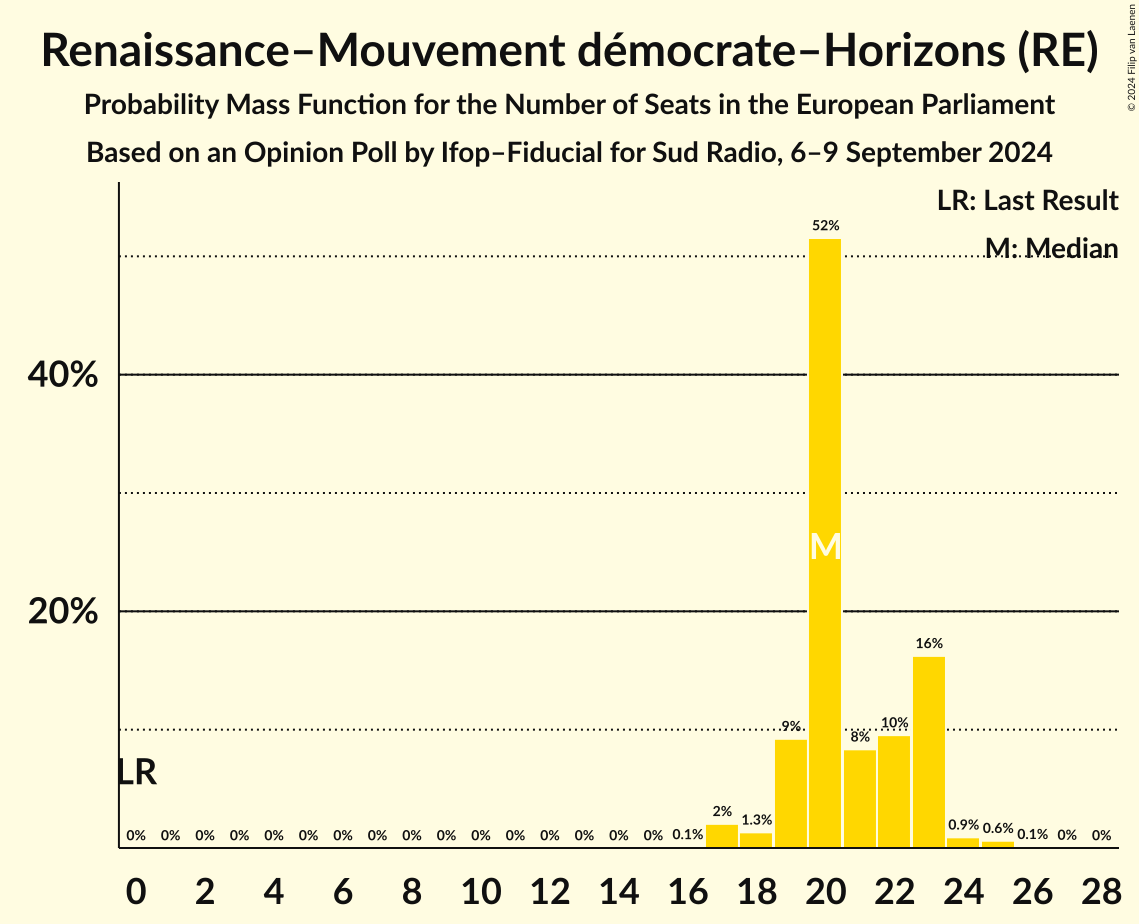 Renaissance–Mouvement démocrate–Horizons (RE)
Probability Mass Function for the Number of Seats in the European Parliament
Based on an Opinion Poll by Ifop–Fiducial for Sud Radio, 6–9 September 2024
© 2024 Filip van Laenen
LR: Last Result
M: Median
52%
40%
M
20%
16%
9% 8% 10%
LR
0% 0% 0% 0% 0% 0% 0% 0% 0% 0% 0% 0% 0% 0% 0% 0% 0.1% 2% 1.3% 0.9% 0.6% 0.1% 0% 0%
0 2 4 6 8 10 12 14 16 18 20 22 24 26 28